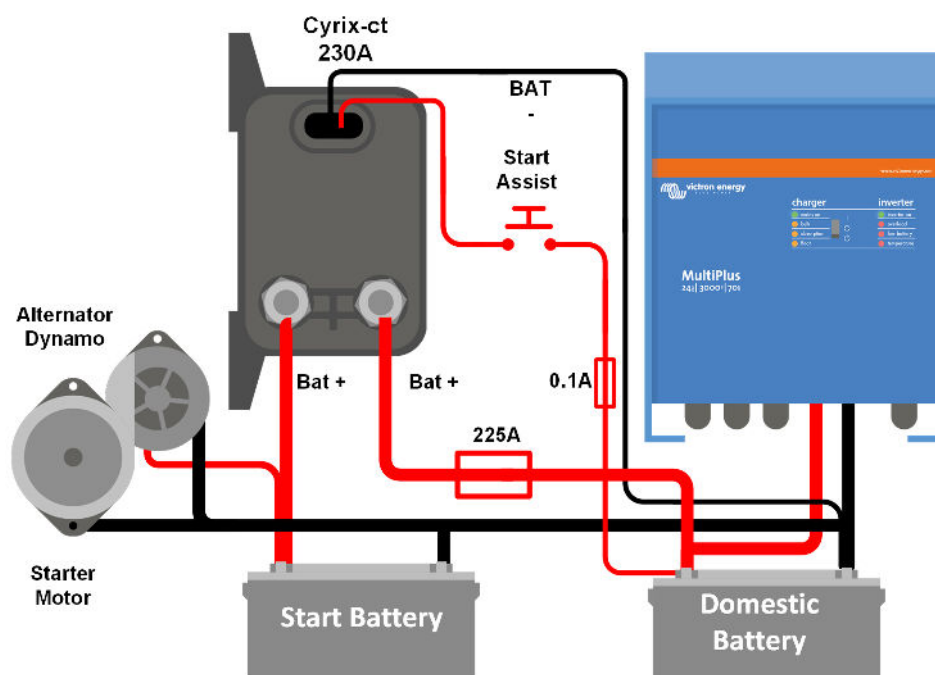 Cyrix-ct
230A
BAT
-
Start
Assist
victron energy
charger
inverter
MultiPlus
Alternator
Dynamo
Bat +
Bat +
0.1A
225A
Starter
Motor
Start Battery
Domestic
Battery